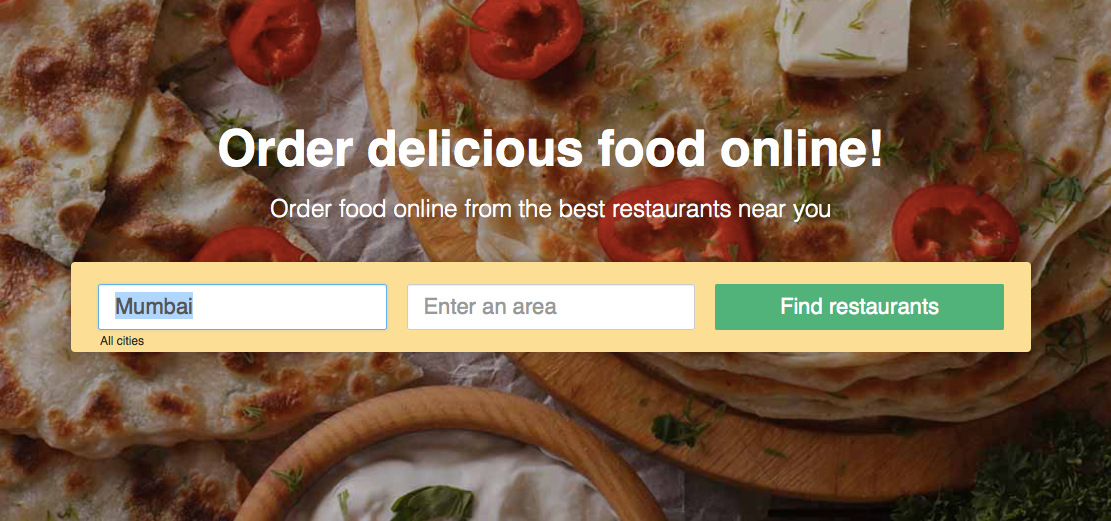 Order delicious food online!
Order food online from the best restaurants near you
Mumbai
Enter an area
Find restaurants
All cities